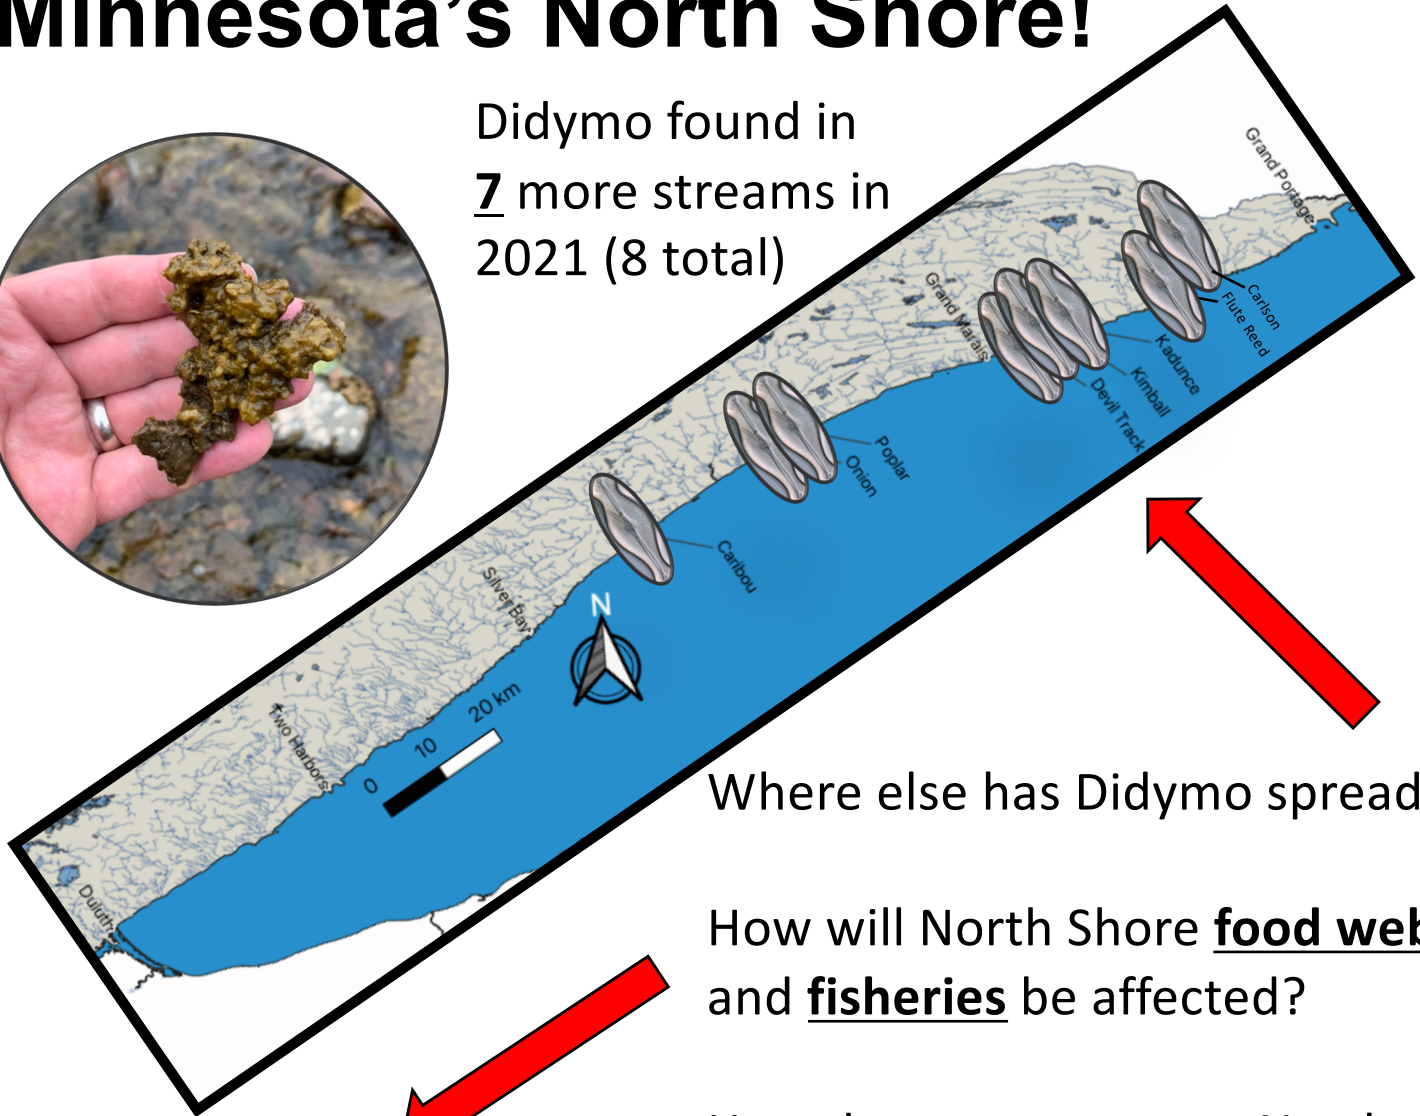 Minnesota's North Shore!
Didymo found in
7 more streams in
2021 (8 total)
Grand Portage
Carlson
Flute Reed
Grand Marais
Kadunce
Kimball
Devil Track
Poplar
Onion
Caribou
Silver Bay
N
Two Harbors
0 10 20 km
Duluth
Where else has Didymo spread
How will North Shore food web
and fisheries be affected?